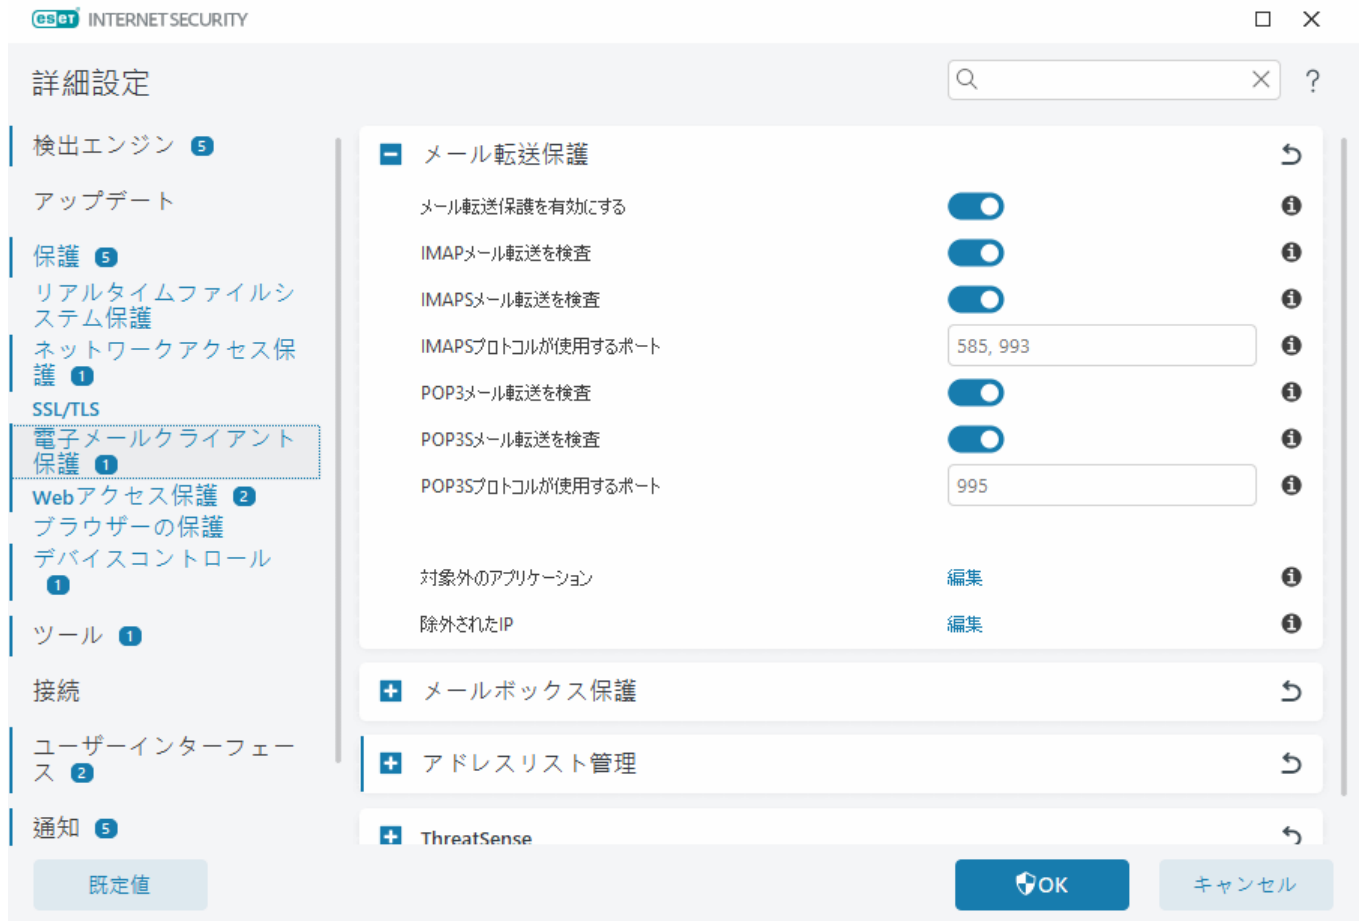 eset INTERNET SECURITY
詳細設定
?
検出エンジン 5
アップデート
保護 5
リアルタイムファイルシ
ステム保護
ネットワークアクセス保
護 1
SSL/TLS
電子メールクライアント
保護 1
Webアクセス保護 2
ブラウザーの保護
デバイスコントロール
1
ツール 1
接続
ユーザーインターフェー
ス 2
通知 5
メール転送保護
メール転送保護を有効にする
IMAPメール転送を検査
IMAPSメール転送を検査
IMAPSプロトコルが使用するポート 585, 993
POP3メール転送を検査
POP3Sメール転送を検査
POP3Sプロトコルが使用するポート 995
対象外のアプリケーション 編集
除外されたIP 編集
メールボックス保護
アドレスリスト管理
ThreatSense
既定値
OK
キャンセル